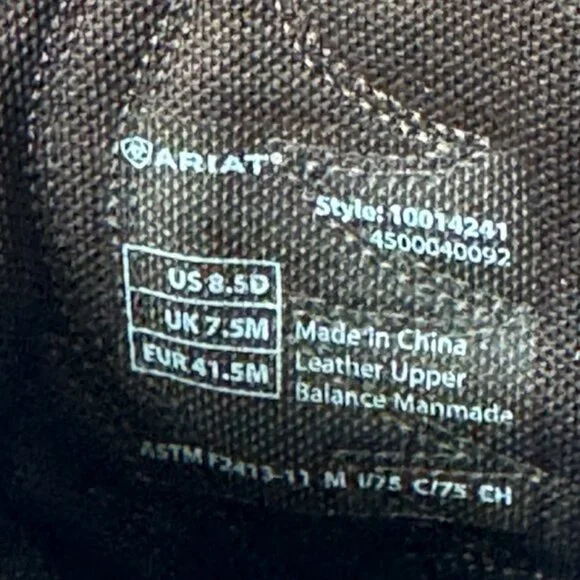 ARIAT®
Style: 10014241
4500040092
US 8.5D
UK 7.5M
EUR 41.5M
Made in China
Leather Upper
Balance Manmade
ASTM F2413-11 M I/75 C/75 EH